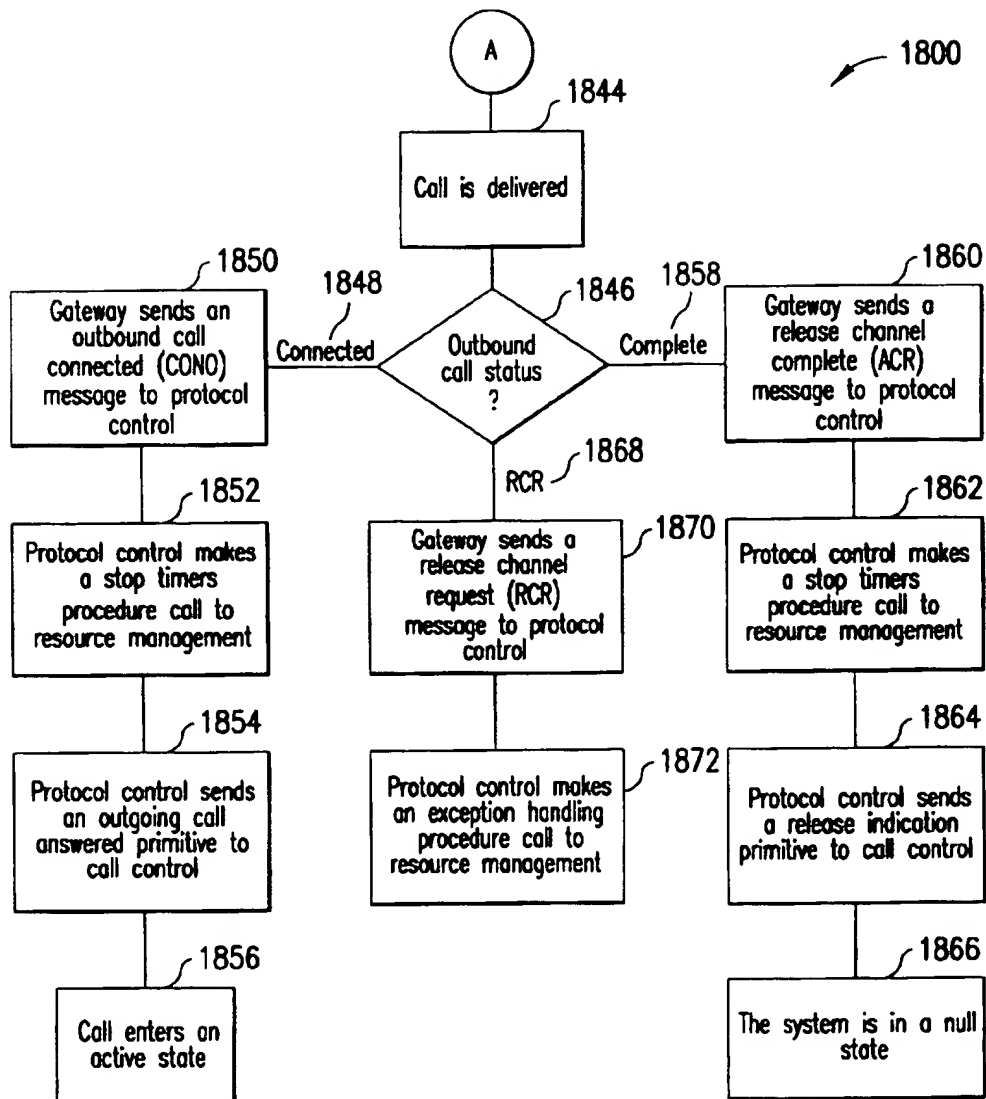 A
1800
1844
Call is delivered
1850
Gateway sends an
outbound call
connected (CONO)
message to protocol
control
1848
Connected
1846
Outbound
call status
?
1858
Complete
1860
Gateway sends a
release channel
complete (ACR)
message to protocol
control
1868
RCR
1852
Protocol control makes
a stop timers
procedure call to
resource management
1870
Gateway sends a
release channel
request (RCR)
message to protocol
control
1862
Protocol control makes
a stop timers
procedure call to
resource management
1854
Protocol control sends
an outgoing call
answered primitive to
call control
1872
Protocol control makes
an exception handling
procedure call to
resource management
1864
Protocol control sends
a release indication
primitive to call control
1856
Call enters an
active state
1866
The system is in a null
state